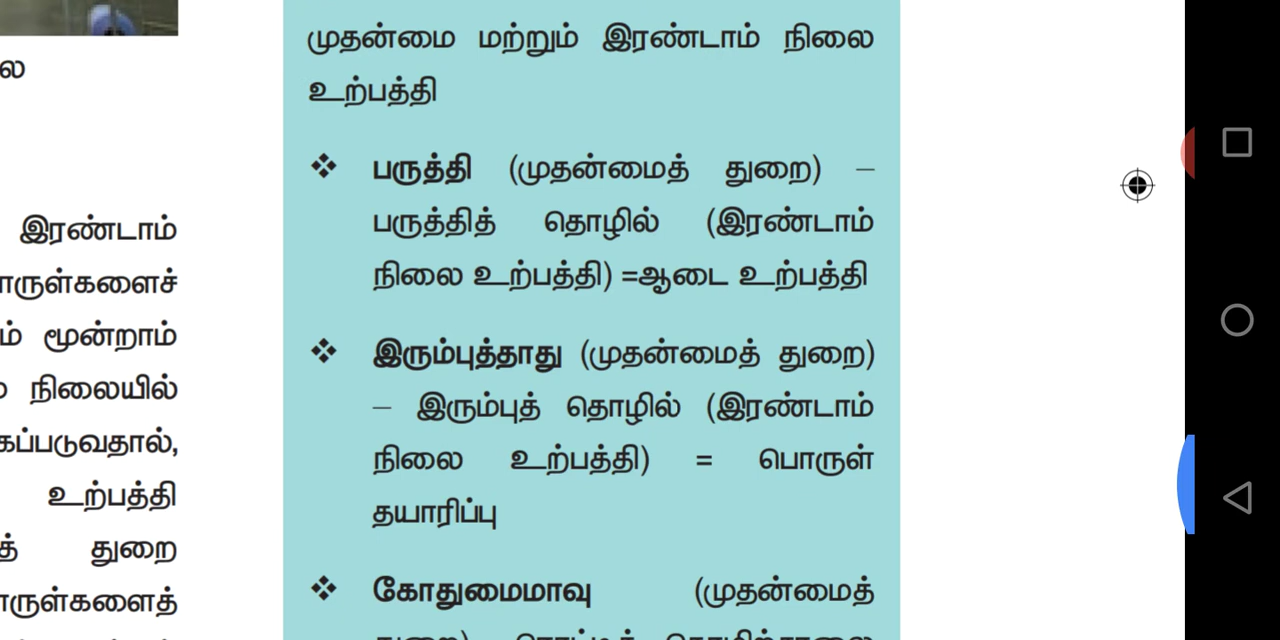 ல
இரண்டாம்
ாருள்களைச்
ம் மூன்றாம்
நிலையில்
கப்படுவதால்,
உற்பத்தி
த் துறை
ாருள்களைத்
முதன்மை மற்றும் இரண்டாம் நிலை
உற்பத்தி
❖ பருத்தி (முதன்மைத் துறை) –
பருத்தித் தொழில் (இரண்டாம்
நிலை உற்பத்தி) =ஆடை உற்பத்தி
❖ இரும்புத்தாது (முதன்மைத் துறை)
– இரும்புத் தொழில் (இரண்டாம்
நிலை உற்பத்தி) = பொருள்
தயாரிப்பு
❖ கோதுமைமாவு (முதன்மைத்